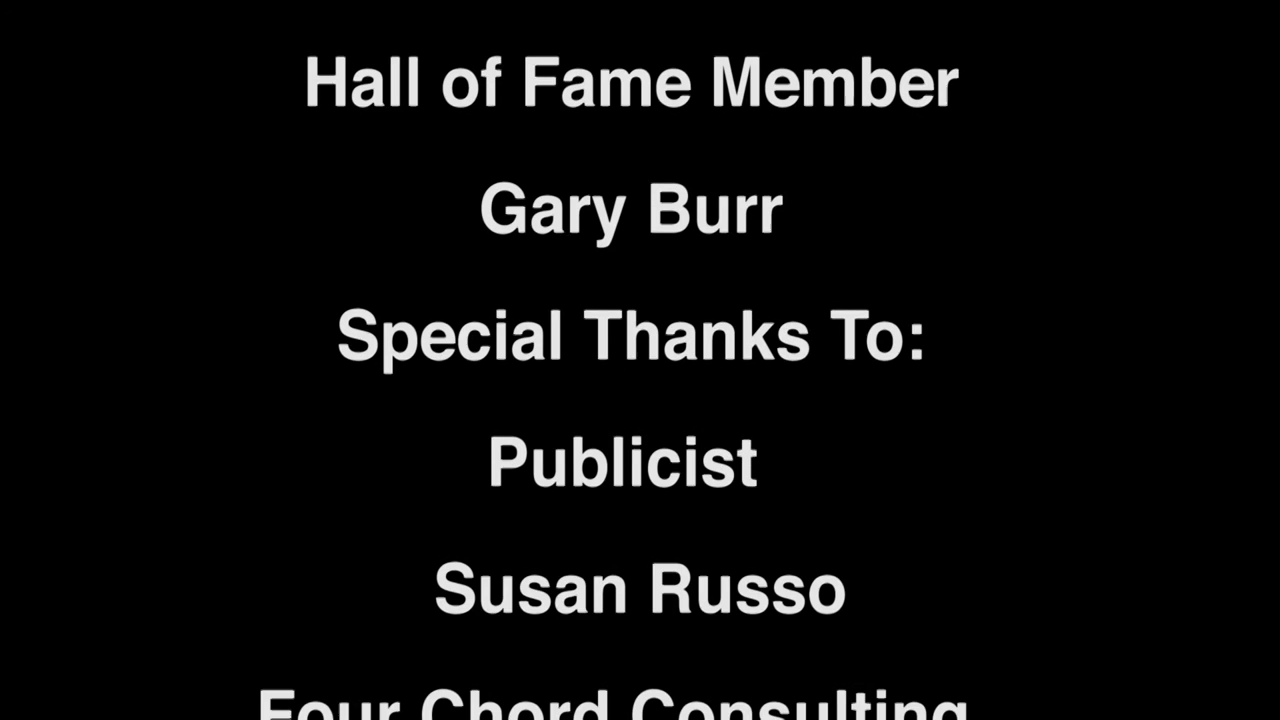 Hall of Fame Member
Gary Burr
Special Thanks To:
Publicist
Susan Russo
Four Chord Consulting